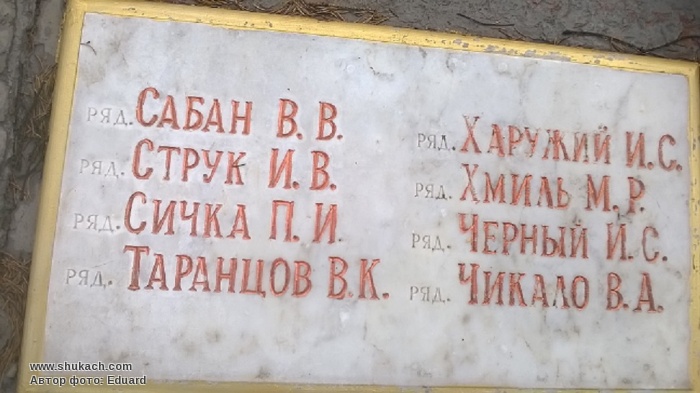 ряд. САБАН В. В.
ряд. СТРУК И. В.
ряд. СИЧКА П. И.
ряд. ТАРАНЦОВ В. К.
ряд. ХАРУЖИЙ И. С.
ряд. ХМИЛЬ М. Р.
ряд. ЧЕРНЫЙ И. С.
ряд. ЧИКАЛО В. А.
www.shukach.com
Автор фото: Eduard